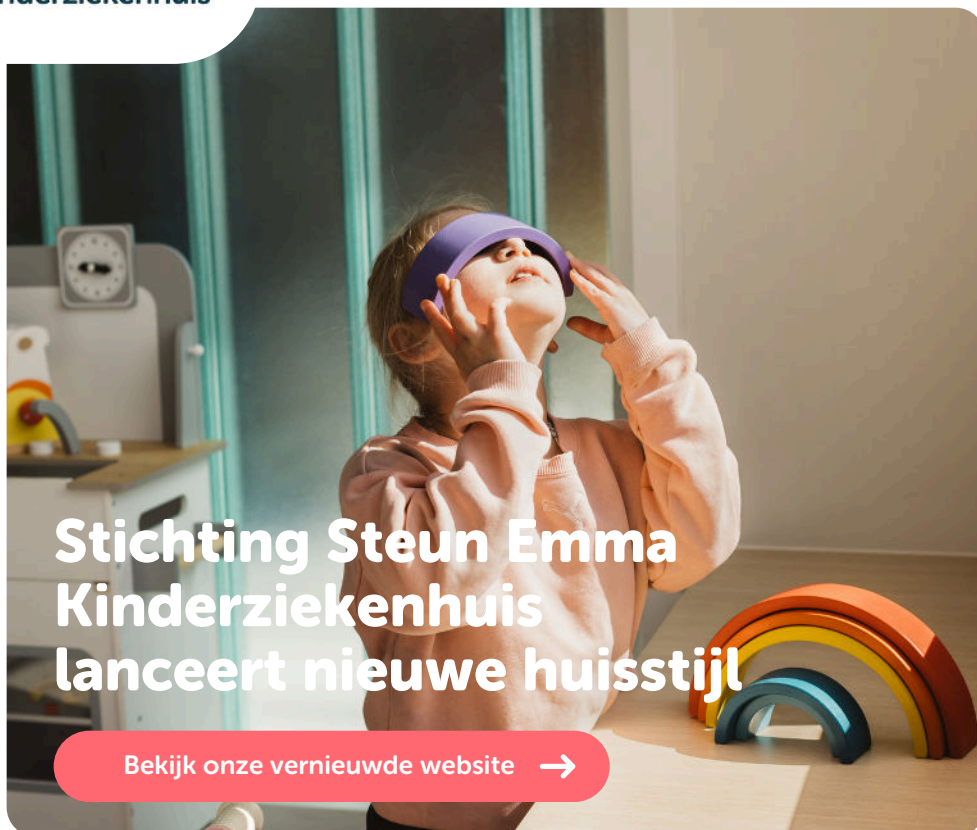 Stichting Steun Emma
Kinderziekenhuis
lanceert nieuwe huisstijl
Bekijk onze vernieuwde website